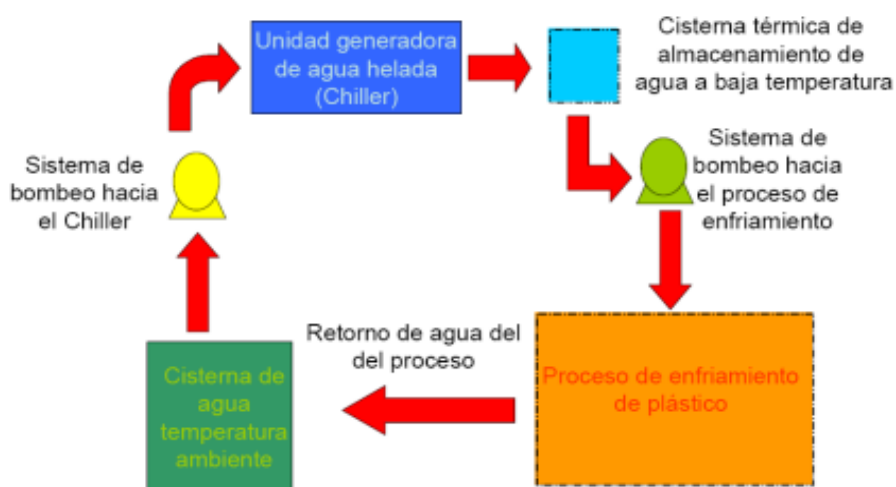 Unidad generadora
de agua helada
(Chiller)
Cisterna térmica de
almacenamiento de
agua a baja temperatura
Sistema de
bombeo hacia
el Chiller
Sistema de
bombeo hacia
el proceso de
enfriamiento
Retorno de agua del
del proceso
Cisterna de
agua
temperatura
ambiente
Proceso de enfriamiento
de plástico